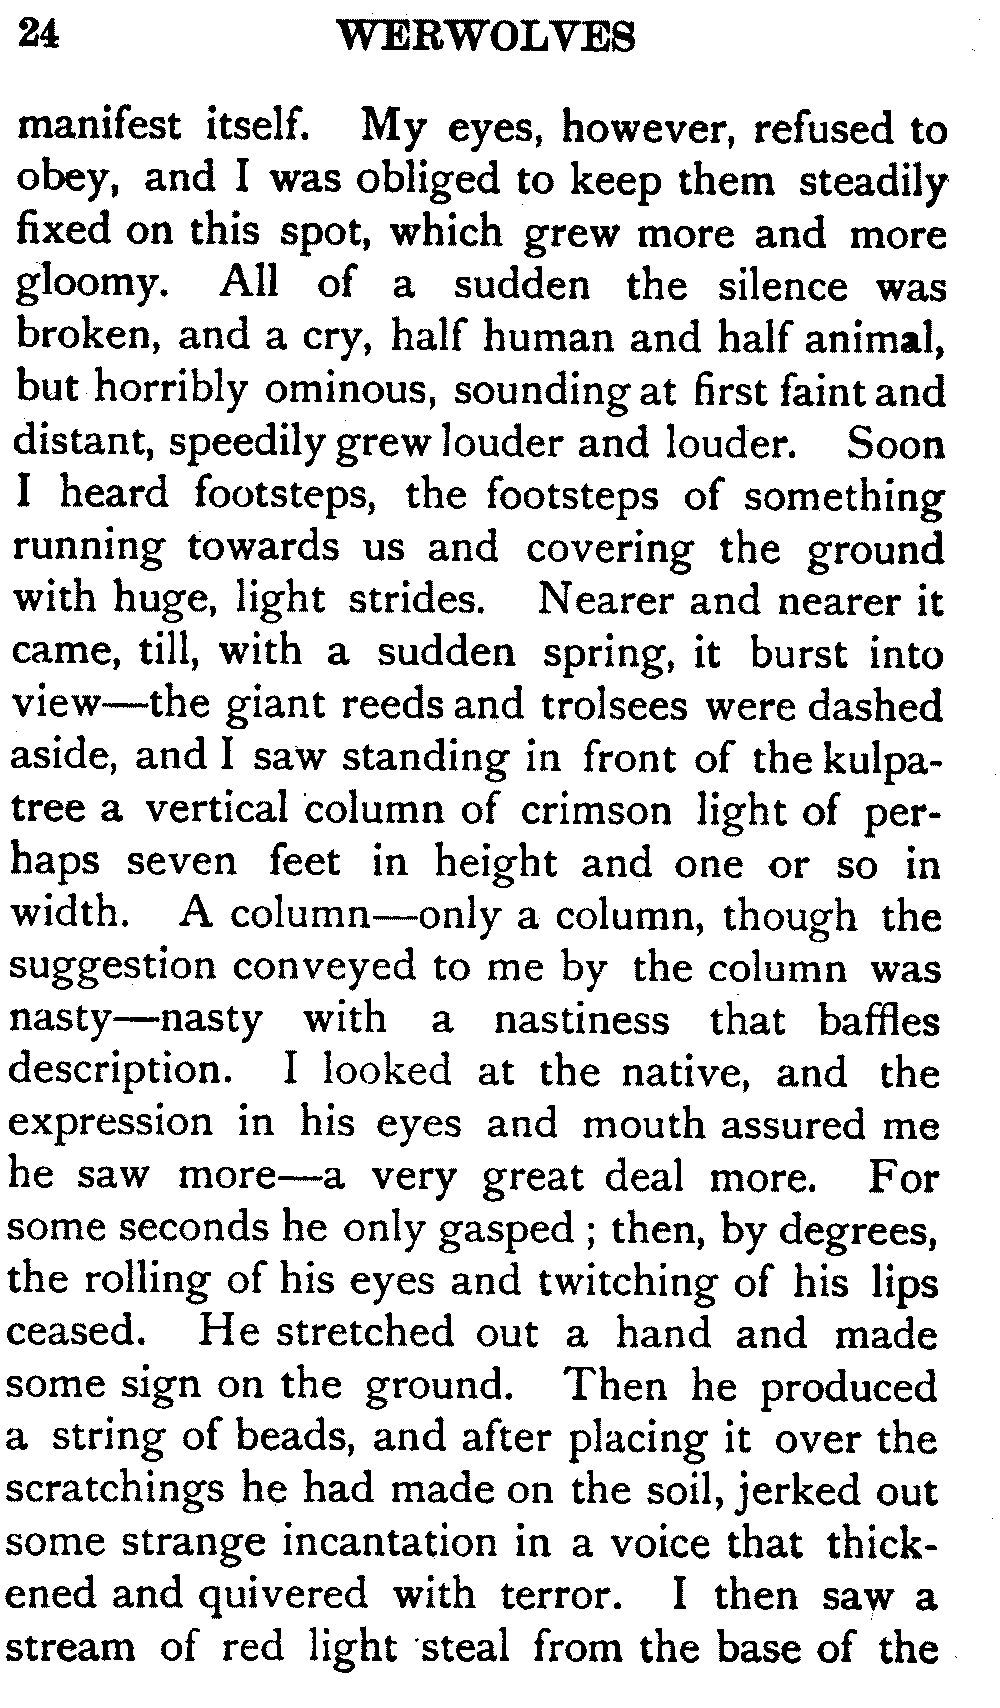 24 WERWOLVES
manifest itself. My eyes, however, refused to
obey, and I was obliged to keep them steadily
fixed on this spot, which grew more and more
gloomy. All of a sudden the silence was
broken, and a cry, half human and half animal,
but horribly ominous, sounding at first faint and
distant, speedily grew louder and louder. Soon
I heard footsteps, the footsteps of something
running towards us and covering the ground
with huge, light strides. Nearer and nearer it
came, till, with a sudden spring, it burst into
view—the giant reeds and trolsees were dashed
aside, and I saw standing in front of the kulpa-
tree a vertical column of crimson light of per-
haps seven feet in height and one or so in
width. A column—only a column, though the
suggestion conveyed to me by the column was
nasty—nasty with a nastiness that baffles
description. I looked at the native, and the
expression in his eyes and mouth assured me
he saw more—a very great deal more. For
some seconds he only gasped ; then, by degrees,
the rolling of his eyes and twitching of his lips
ceased. He stretched out a hand and made
some sign on the ground. Then he produced
a string of beads, and after placing it over the
scratchings he had made on the soil, jerked out
some strange incantation in a voice that thick-
ened and quivered with terror. I then saw a
stream of red light steal from the base of the